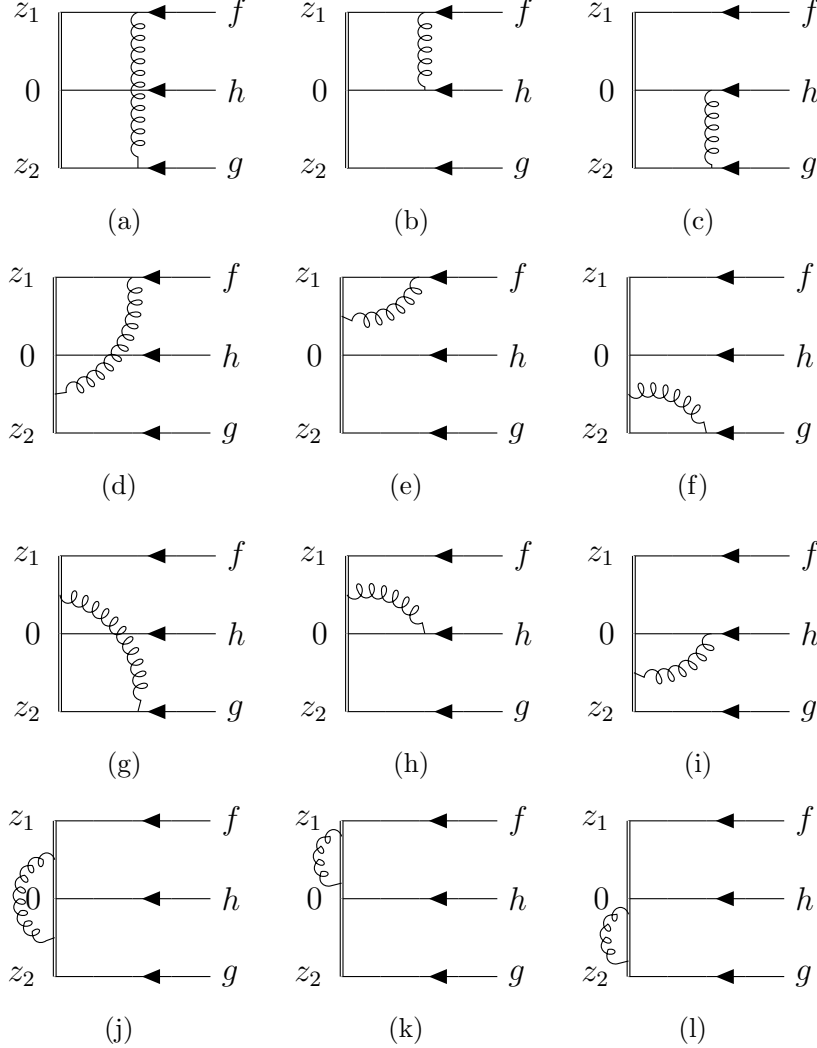 z₁ f z₁ f z₁ f
0 h 0 h 0 h
z₂ g z₂ g z₂ g
(a) (b) (c)
z₁ f z₁ f z₁ f
0 h 0 h 0 h
z₂ g z₂ g z₂ g
(d) (e) (f)
z₁ f z₁ f z₁ f
0 h 0 h 0 h
z₂ g z₂ g z₂ g
(g) (h) (i)
z₁ f z₁ f z₁ f
0 h 0 h 0 h
z₂ g z₂ g z₂ g
(j) (k) (l)